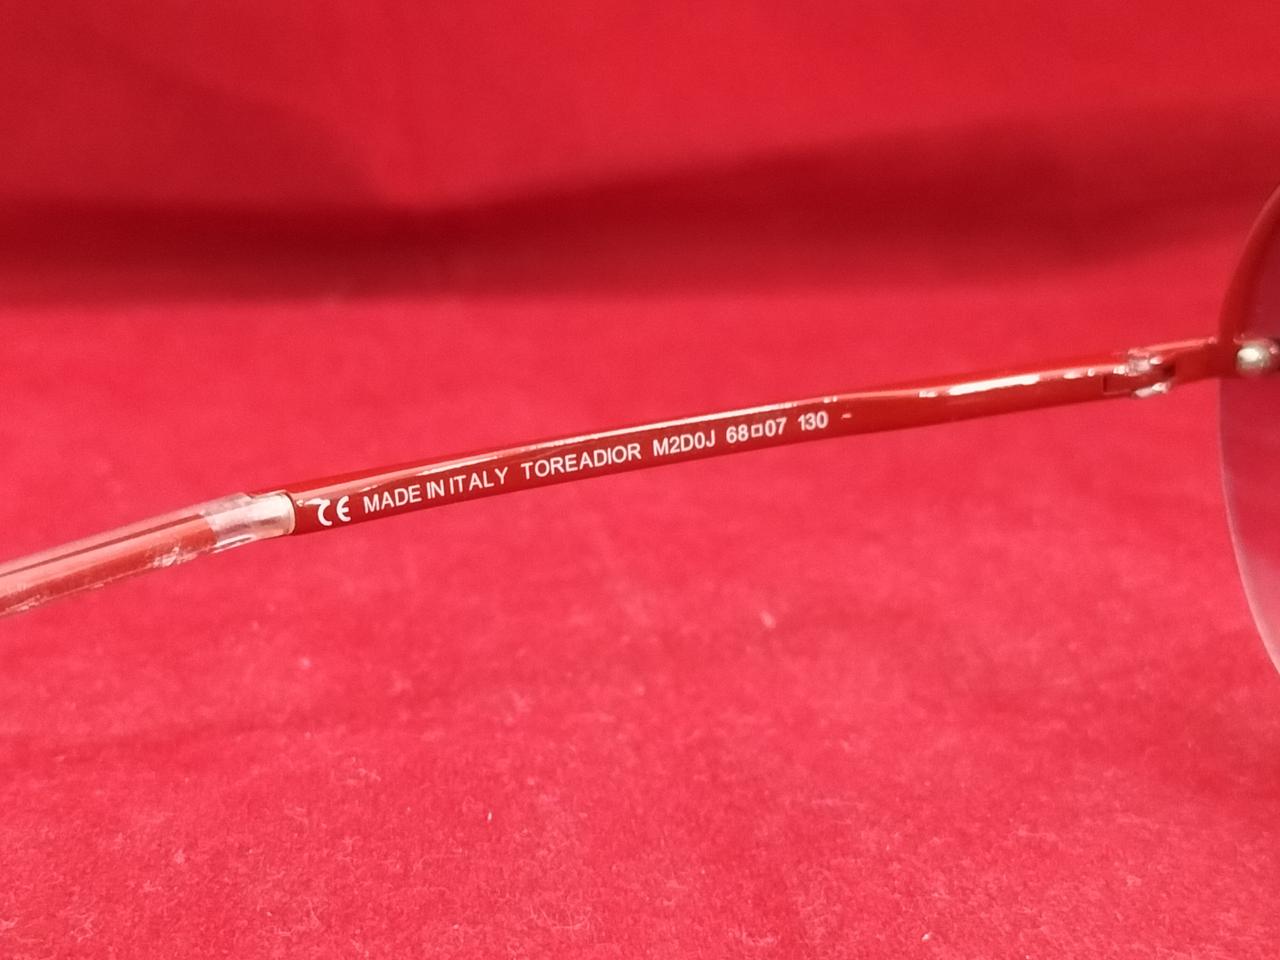 CE MADE IN ITALY TOREADIOR M2D0J 68□07 130